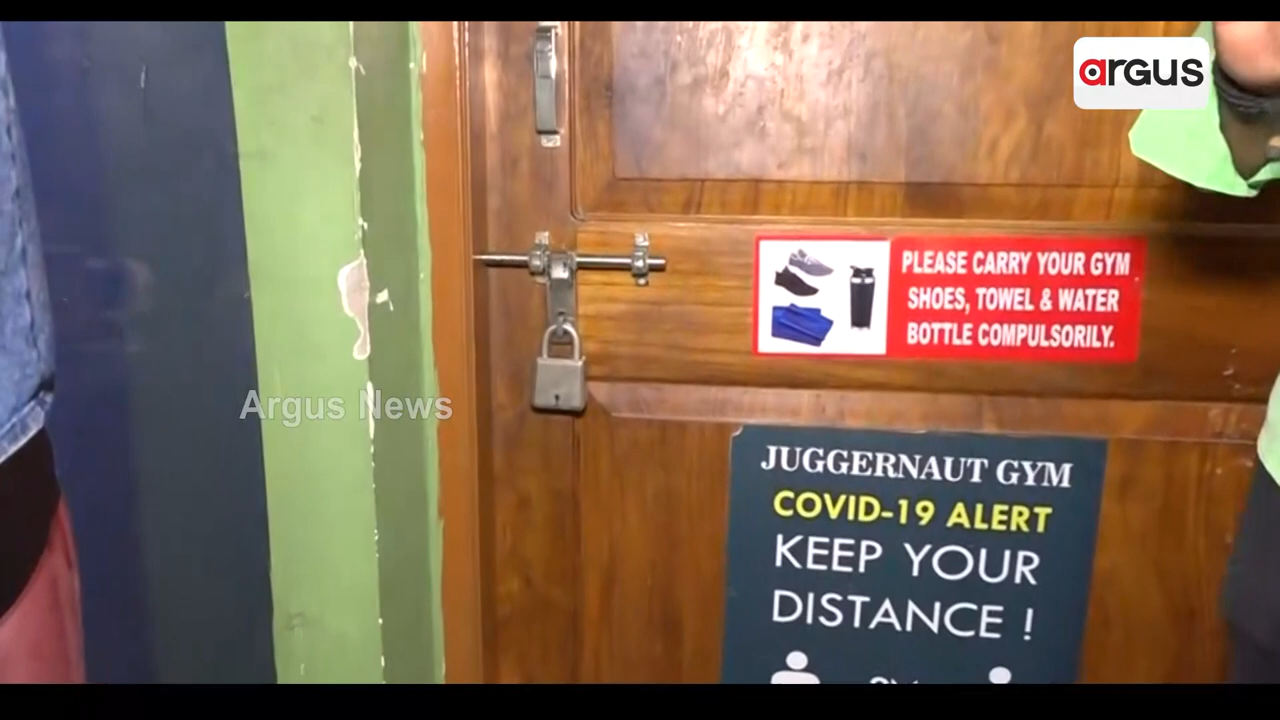 argus
PLEASE CARRY YOUR GYM
SHOES, TOWEL & WATER
BOTTLE COMPULSORILY.
Argus News
JUGGERNAUT GYM
COVID-19 ALERT
KEEP YOUR
DISTANCE !